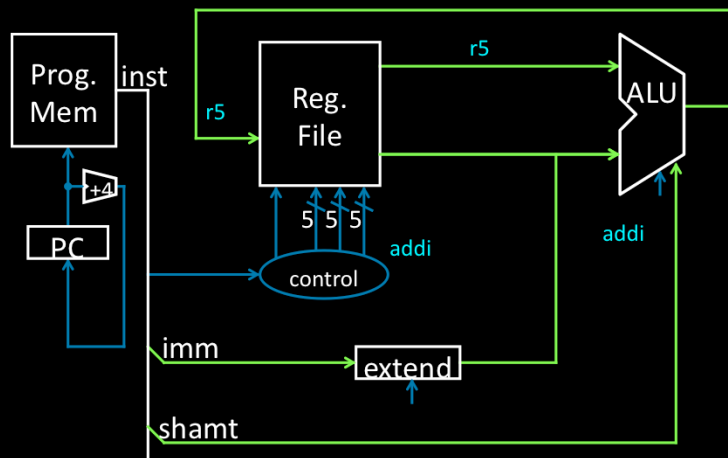 r5
Prog.
Mem
inst
Reg.
File
ALU
r5
+4
5 5 5
PC
addi
addi
control
imm
extend
shamt